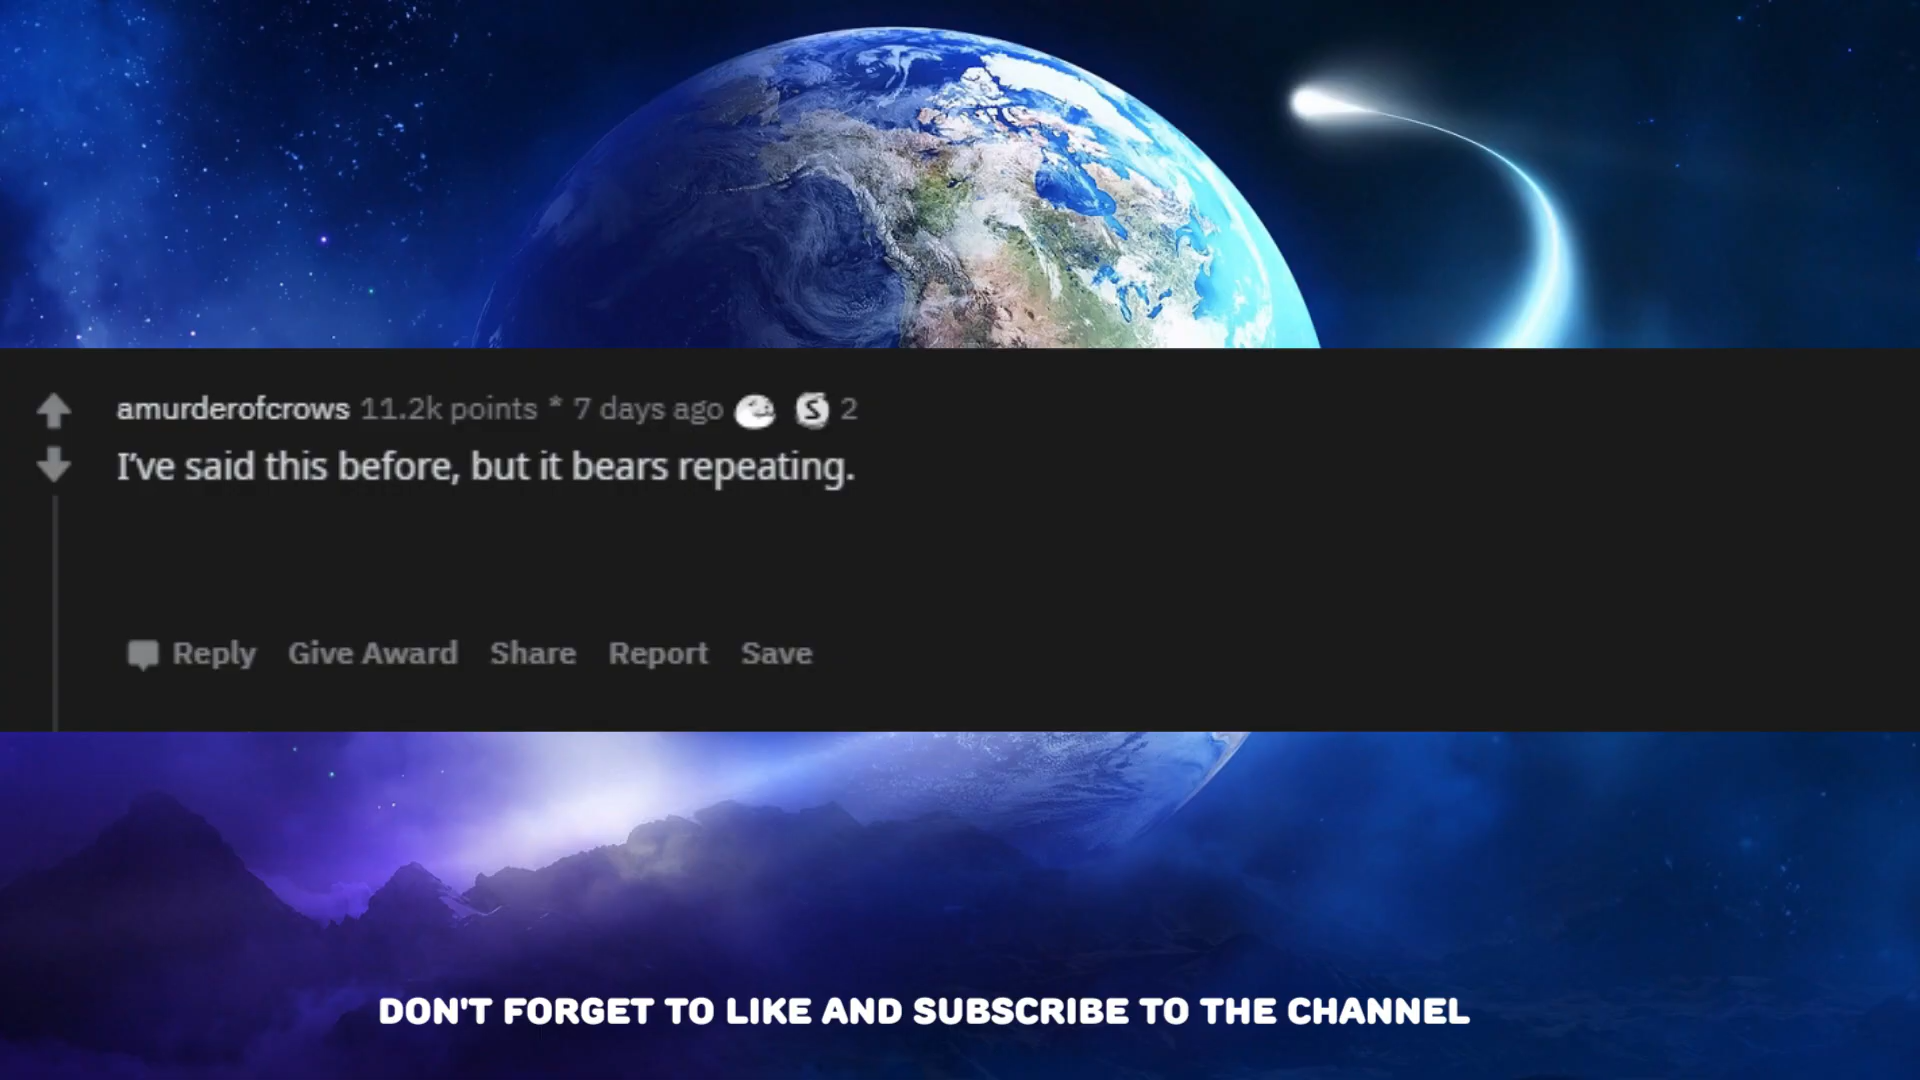 amurderofcrows 11.2k points * 7 days ago S 2
I’ve said this before, but it bears repeating.
Reply Give Award Share Report Save
DON'T FORGET TO LIKE AND SUBSCRIBE TO THE CHANNEL